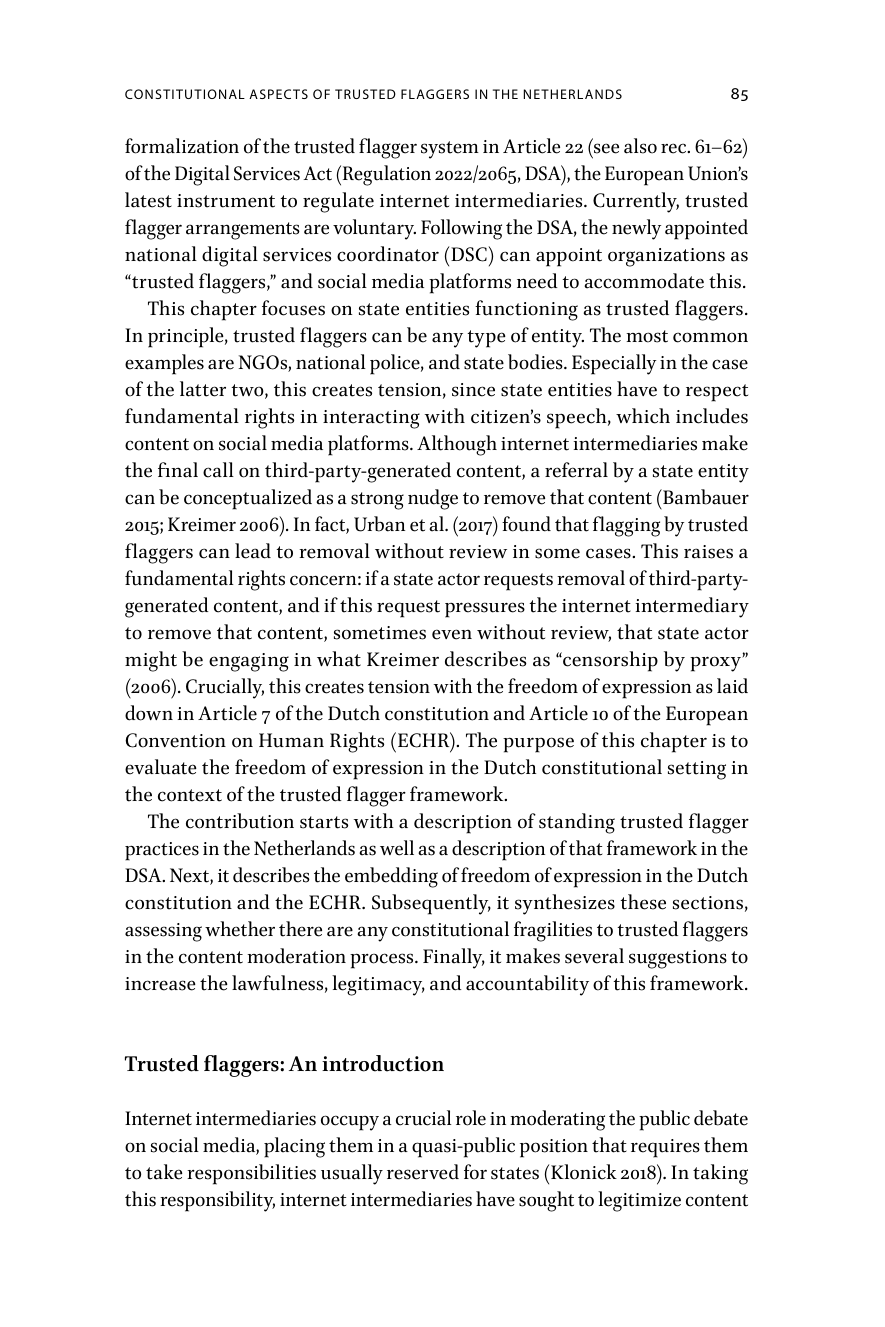 CONSTITUTIONAL ASPECTS OF TRUSTED FLAGGERS IN THE NETHERLANDS 85
formalization of the trusted flagger system in Article 22 (see also rec. 61–62)
of the Digital Services Act (Regulation 2022/2065, DSA), the European Union’s
latest instrument to regulate internet intermediaries. Currently, trusted
flagger arrangements are voluntary. Following the DSA, the newly appointed
national digital services coordinator (DSC) can appoint organizations as
“trusted flaggers,” and social media platforms need to accommodate this.
This chapter focuses on state entities functioning as trusted flaggers.
In principle, trusted flaggers can be any type of entity. The most common
examples are NGOs, national police, and state bodies. Especially in the case
of the latter two, this creates tension, since state entities have to respect
fundamental rights in interacting with citizen’s speech, which includes
content on social media platforms. Although internet intermediaries make
the final call on third-party-generated content, a referral by a state entity
can be conceptualized as a strong nudge to remove that content (Bambauer
2015; Kreimer 2006). In fact, Urban et al. (2017) found that flagging by trusted
flaggers can lead to removal without review in some cases. This raises a
fundamental rights concern: if a state actor requests removal of third-party-
generated content, and if this request pressures the internet intermediary
to remove that content, sometimes even without review, that state actor
might be engaging in what Kreimer describes as “censorship by proxy”
(2006). Crucially, this creates tension with the freedom of expression as laid
down in Article 7 of the Dutch constitution and Article 10 of the European
Convention on Human Rights (ECHR). The purpose of this chapter is to
evaluate the freedom of expression in the Dutch constitutional setting in
the context of the trusted flagger framework.
The contribution starts with a description of standing trusted flagger
practices in the Netherlands as well as a description of that framework in the
DSA. Next, it describes the embedding of freedom of expression in the Dutch
constitution and the ECHR. Subsequently, it synthesizes these sections,
assessing whether there are any constitutional fragilities to trusted flaggers
in the content moderation process. Finally, it makes several suggestions to
increase the lawfulness, legitimacy, and accountability of this framework.
Trusted flaggers: An introduction
Internet intermediaries occupy a crucial role in moderating the public debate
on social media, placing them in a quasi-public position that requires them
to take responsibilities usually reserved for states (Klonick 2018). In taking
this responsibility, internet intermediaries have sought to legitimize content